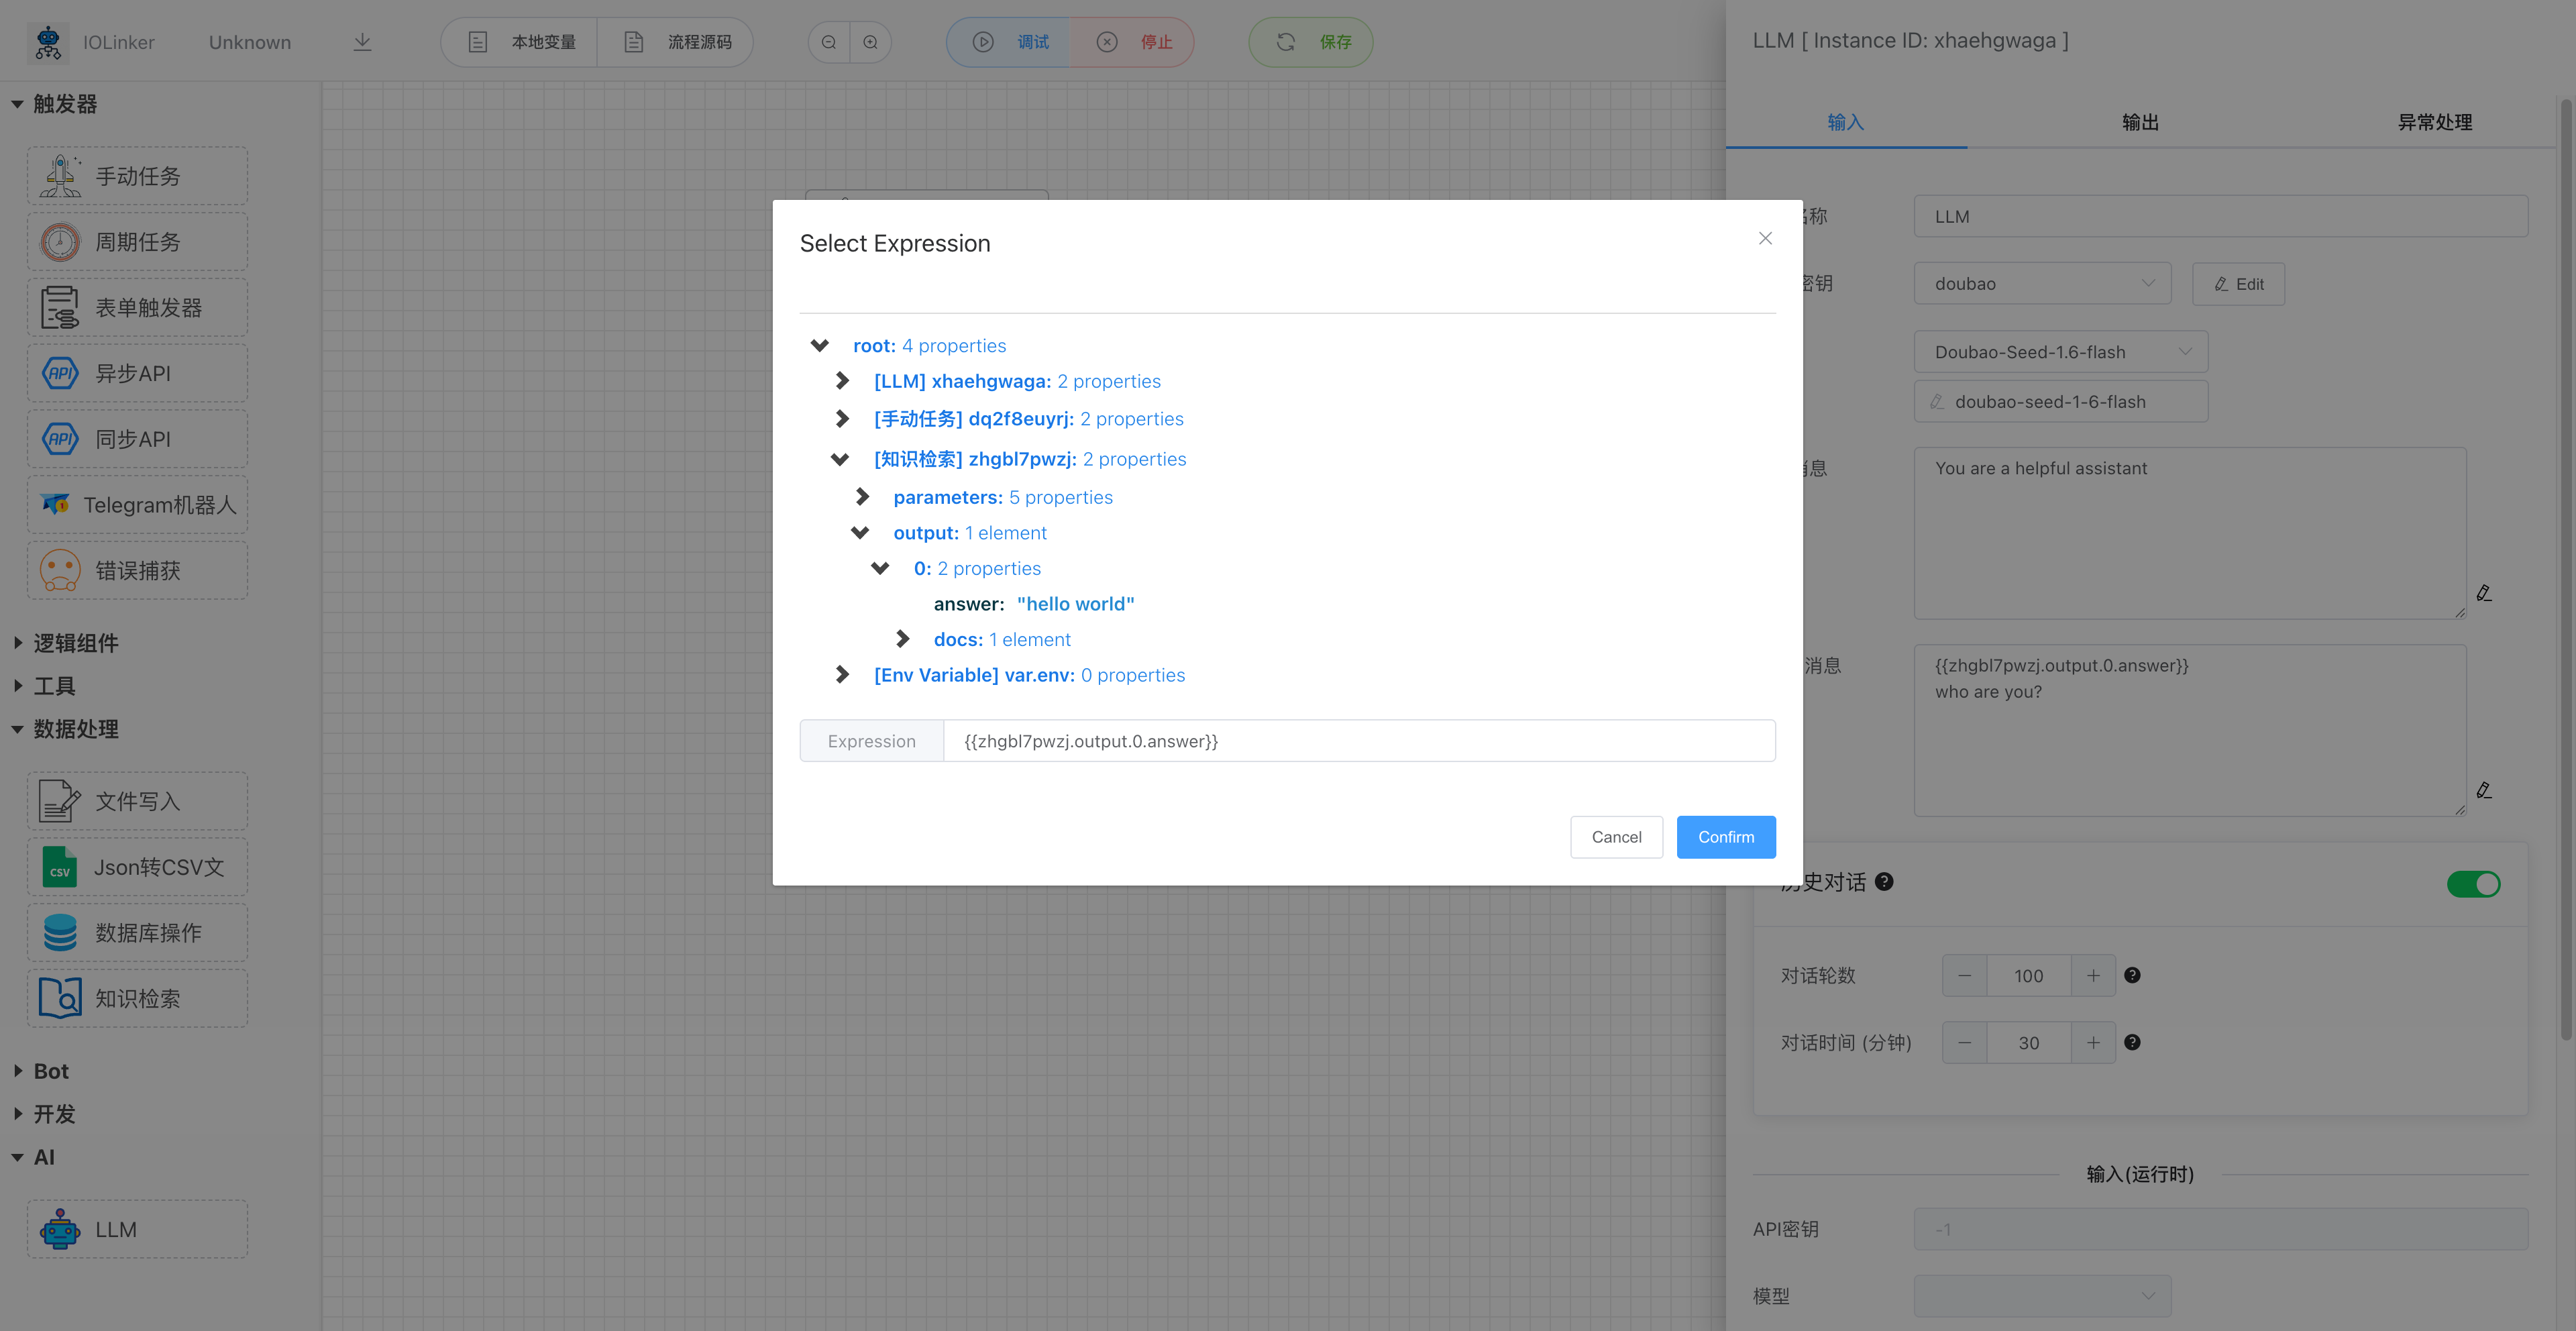 IOLinker
Unknown
本地变量
流程源码
调试
停止
保存
LLM [ Instance ID: xhaehgwaga ]
触发器
手动任务
周期任务
表单触发器
异步API
同步API
Telegram机器人
错误捕获
逻辑组件
工具
数据处理
文件写入
Json转CSV文
CSV
数据库操作
知识检索
Bot
开发
AI
LLM
Select Expression
root: 4 properties
[LLM] xhaehgwaga: 2 properties
[手动任务] dq2f8euyrj: 2 properties
[知识检索] zhgbl7pwzj: 2 properties
parameters: 5 properties
output: 1 element
0: 2 properties
answer: "hello world"
docs: 1 element
[Env Variable] var.env: 0 properties
Expression {{zhgbl7pwzj.output.0.answer}}
Cancel
Confirm
输入
输出
异常处理
名称
LLM
密钥
doubao
Edit
Doubao-Seed-1.6-flash
doubao-seed-1-6-flash
消息
You are a helpful assistant
消息
{{zhgbl7pwzj.output.0.answer}}
who are you?
历史对话
对话轮数
100
对话时间 (分钟)
30
输入(运行时)
API密钥
-1
模型